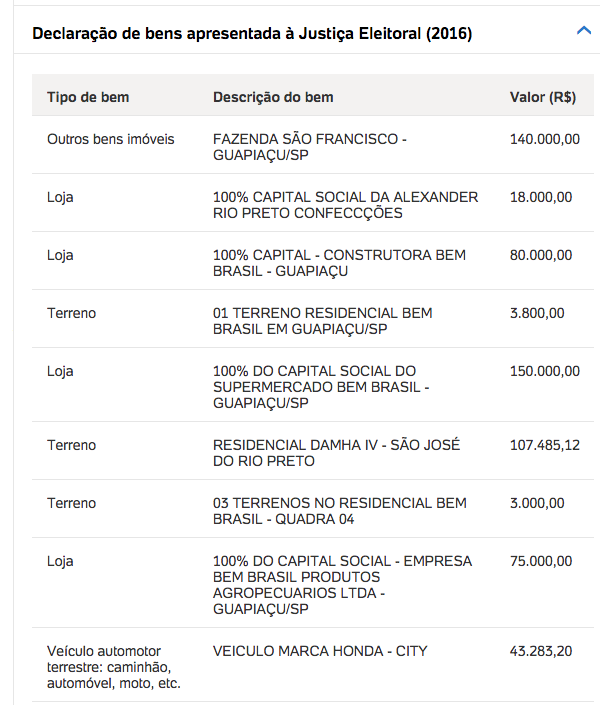 Declaração de bens apresentada à Justiça Eleitoral (2016)
Tipo de bem Descrição do bem Valor (R$)
Outros bens imóveis FAZENDA SÃO FRANCISCO - 140.000,00
GUAPIAÇU/SP
Loja 100% CAPITAL SOCIAL DA ALEXANDER 18.000,00
RIO PRETO CONFECCÇÕES
Loja 100% CAPITAL - CONSTRUTORA BEM 80.000,00
BRASIL - GUAPIAÇU
Terreno 01 TERRENO RESIDENCIAL BEM 3.800,00
BRASIL EM GUAPIAÇU/SP
Loja 100% DO CAPITAL SOCIAL DO 150.000,00
SUPERMERCADO BEM BRASIL -
GUAPIAÇU/SP
Terreno RESIDENCIAL DAMHA IV - SÃO JOSÉ 107.485,12
DO RIO PRETO
Terreno 03 TERRENOS NO RESIDENCIAL BEM 3.000,00
BRASIL - QUADRA 04
Loja 100% DO CAPITAL SOCIAL - EMPRESA 75.000,00
BEM BRASIL PRODUTOS
AGROPECUARIOS LTDA -
GUAPIAÇU/SP
Veículo automotor VEICULO MARCA HONDA - CITY 43.283,20
terrestre: caminhão,
automóvel, moto, etc.